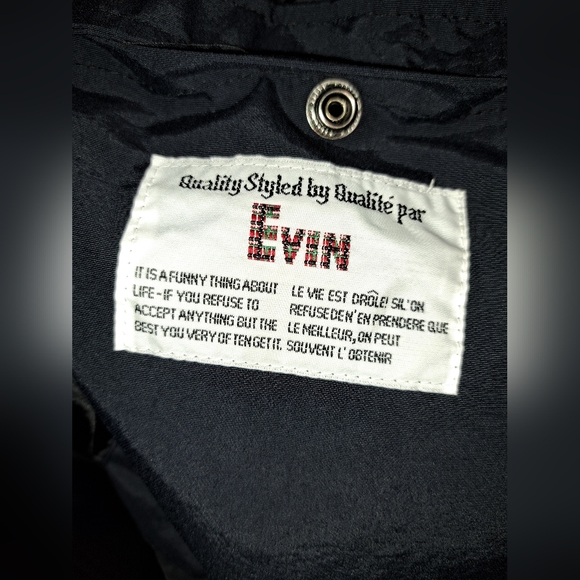 Quality Styled by Qualité par
EVIN
IT IS A FUNNY THING ABOUT
LIFE - IF YOU REFUSE TO
ACCEPT ANYTHING BUT THE
BEST YOU VERY OFTEN GET IT.
LE VIE EST DRÔLE! SIL'ON
REFUSE DE N'EN PRENDERE QUE
LE MEILLEUR, ON PEUT
SOUVENT L'OBTENIR